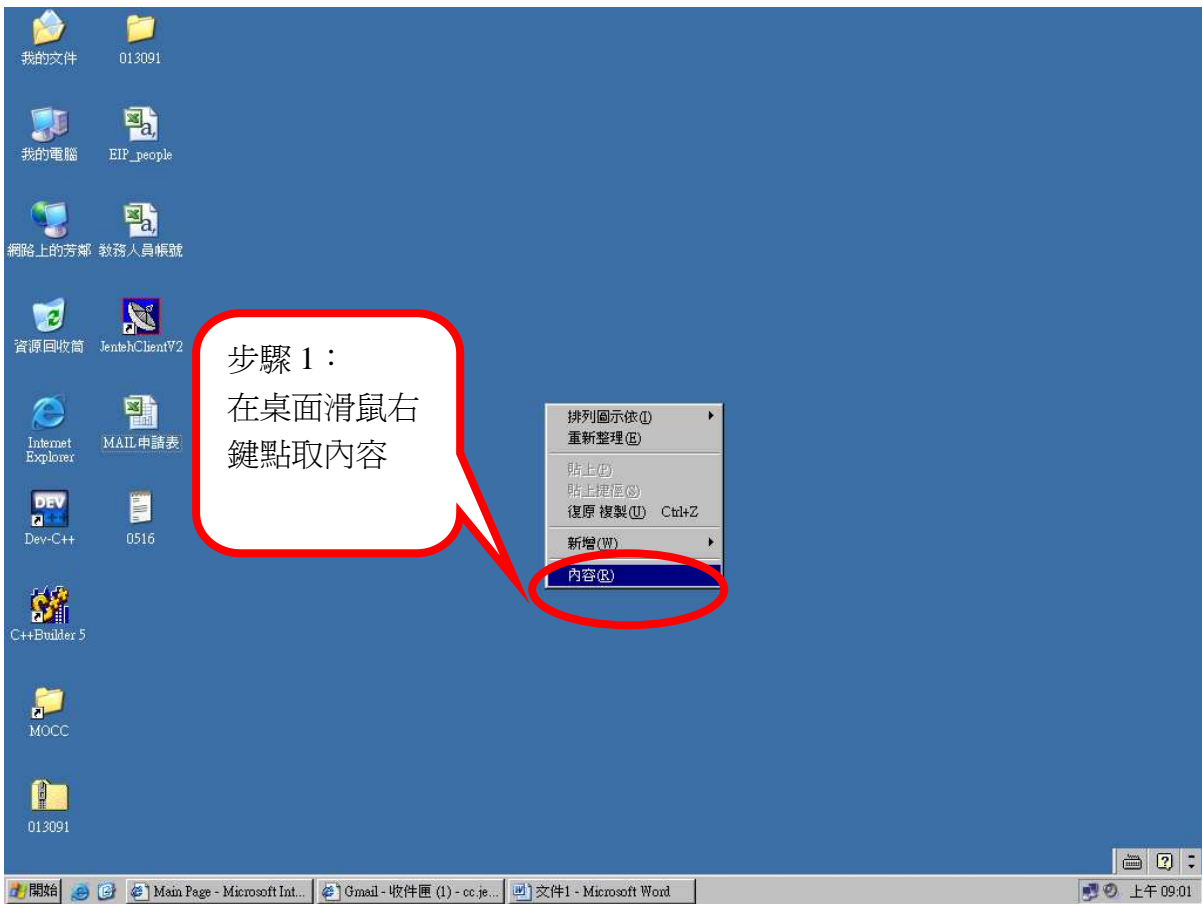 我的文件
013091
我的電腦
EIP_people
網路上的芳鄰
教務人員帳號
資源回收筒
JentehClientV2
Internet
Explorer
MAIL申請表
Dev-C++
0516
C++Builder 5
MOCC
013091
步驟 1：
在桌面滑鼠右
鍵點取內容
排列圖示依(I)
重新整理(E)
貼上(P)
貼上捷徑(S)
復原 複製(U) Ctrl+Z
新增(W)
內容(R)
開始
Main Page - Microsoft Int...
Gmail - 收件匣 (1) - cc.je...
文件1 - Microsoft Word
上午 09:01